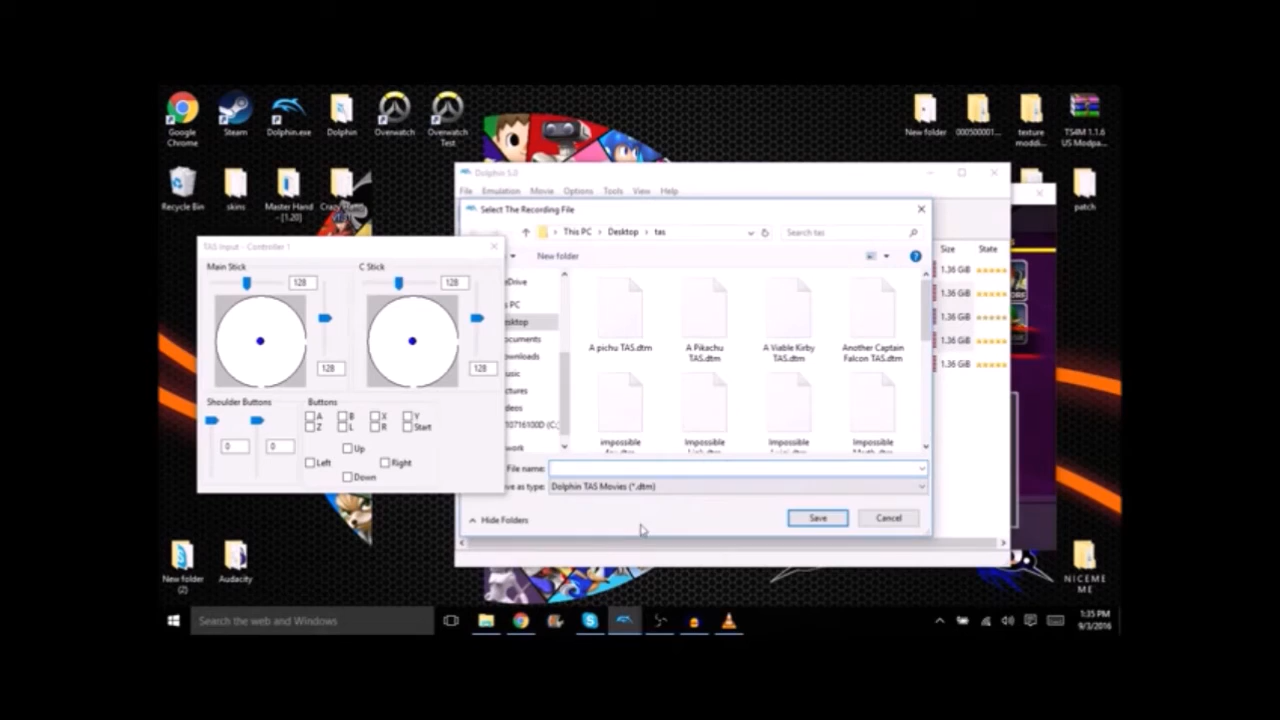 Google Chrome
Steam
Dolphin.exe
Dolphin
Overwatch
Overwatch Test
New folder
000500001...
texture moddi...
TS4M 1.1.6 US Modpa...
Recycle Bin
skins
Master Hand - [1.20]
patch
Dolphin 5.0
File Emulation Movie Options Tools View Help
Select The Recording File
This PC > Desktop > tas
Search tas
New folder
Size State
1.36 GiB
1.36 GiB
1.36 GiB
1.36 GiB
1.36 GiB
A pichu TAS.dtm
A Pikachu TAS.dtm
A Viable Kirby TAS.dtm
Another Captain Falcon TAS.dtm
impossible
Impossible
Impossible
Impossible
File name:
Dolphin TAS Movies (*.dtm)
Hide Folders
Save
Cancel
TAS Input - Controller 1
Main Stick
128
C Stick
128
128
128
Shoulder Buttons
Buttons
A B X Y
Z L R Start
0
0
Up
Left
Right
Down
New folder (2)
Audacity
NICEME ME
Search the web and Windows
1:35 PM
9/3/2016